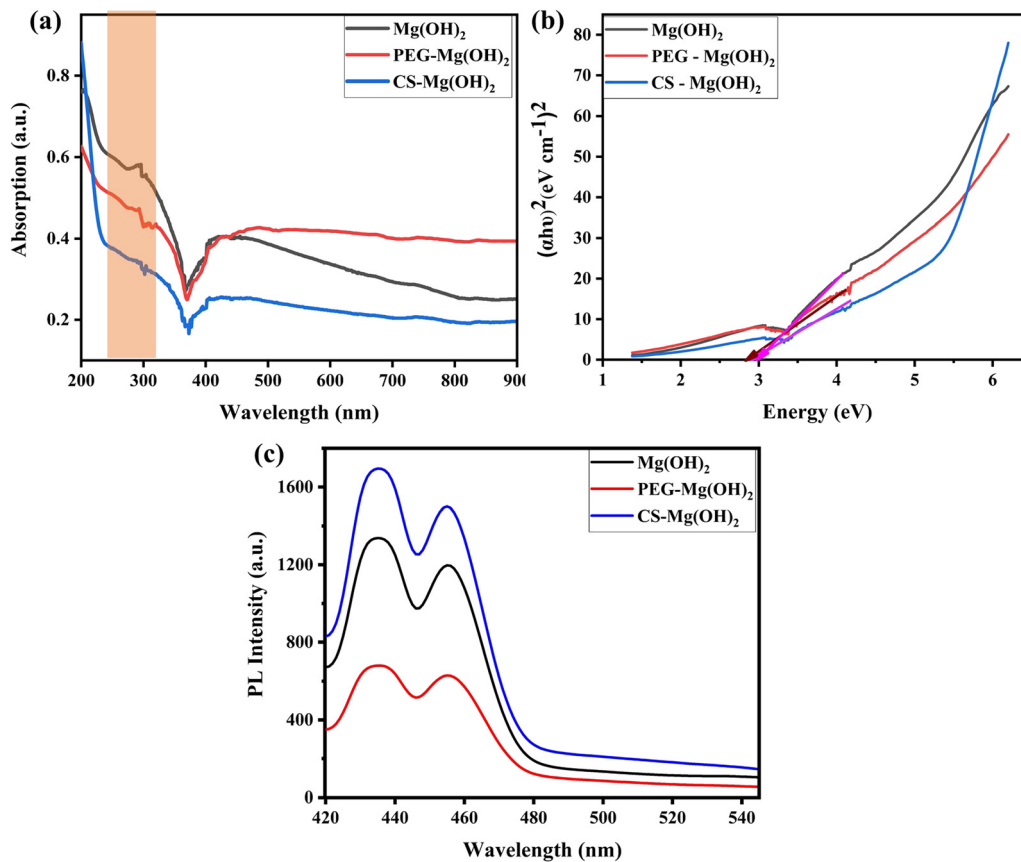 (a)
Mg(OH)₂
PEG-Mg(OH)₂
CS-Mg(OH)₂
0.8
0.6
0.4
0.2
Absorption (a.u.)
200 300 400 500 600 700 800 900
Wavelength (nm)
(b)
Mg(OH)₂
PEG - Mg(OH)₂
CS - Mg(OH)₂
80
70
60
50
40
30
20
10
0
(αhυ)²(eV cm⁻¹)²
1 2 3 4 5 6
Energy (eV)
(c)
Mg(OH)₂
PEG-Mg(OH)₂
CS-Mg(OH)₂
1600
1200
800
400
0
PL Intensity (a.u.)
420 440 460 480 500 520 540
Wavelength (nm)